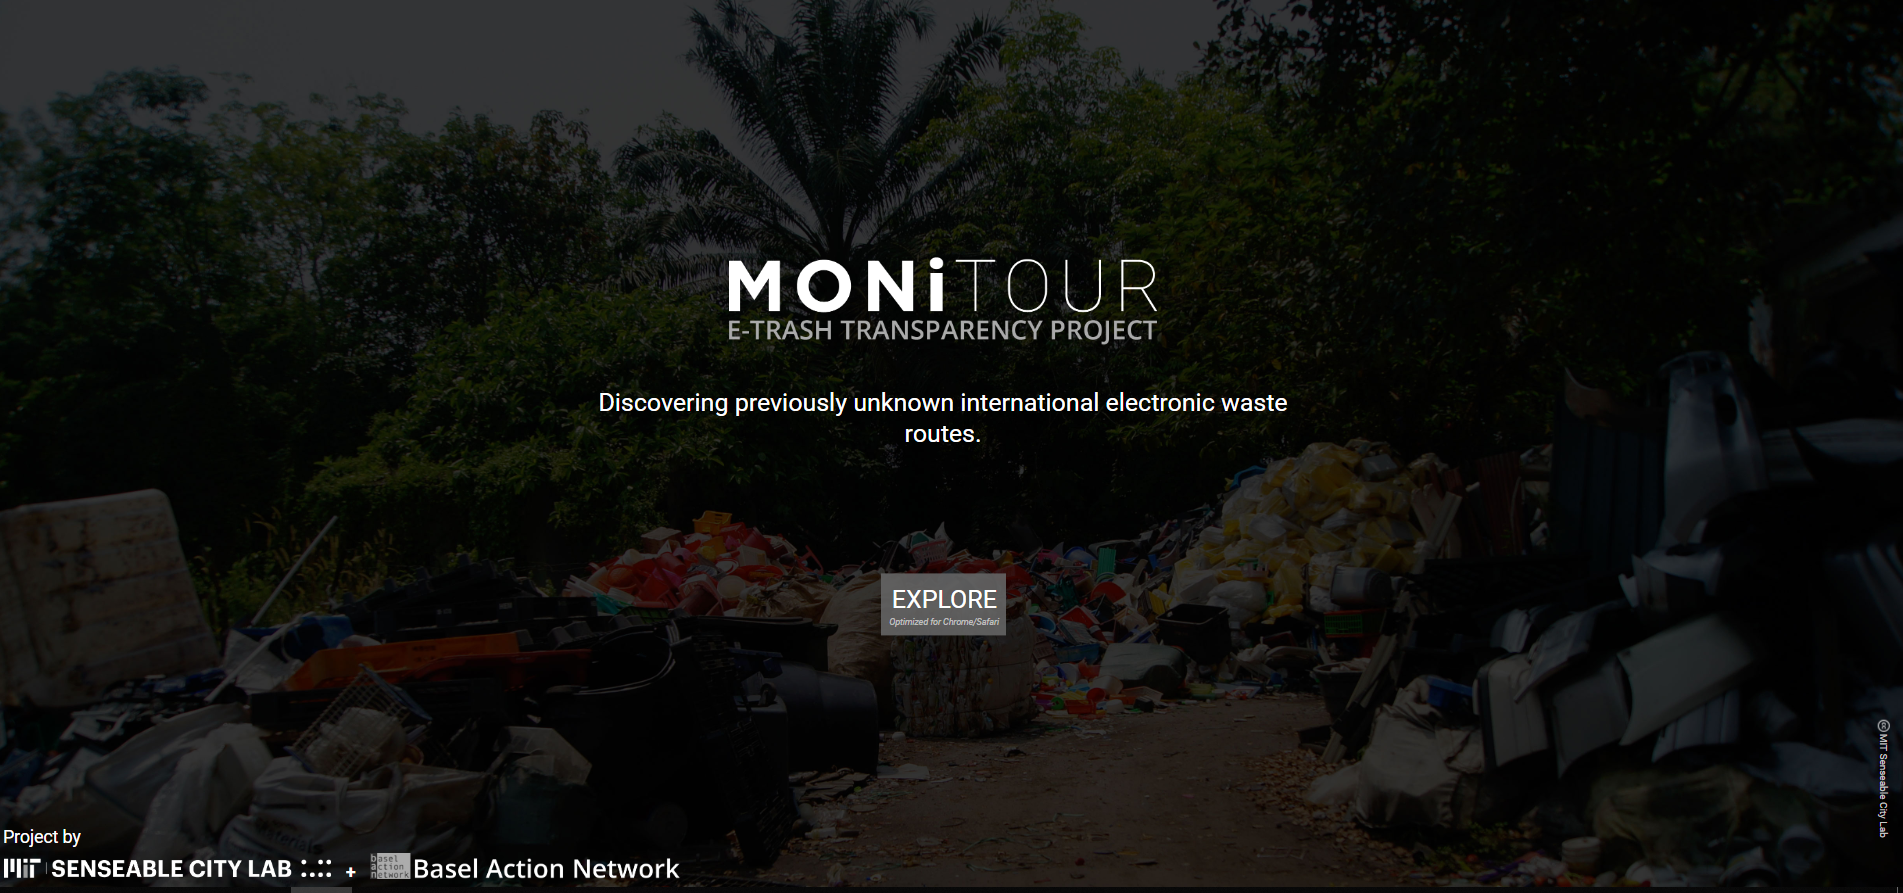 MONiTOUR
E-TRASH TRANSPARENCY PROJECT
Discovering previously unknown international electronic waste
routes.
EXPLORE
Optimized for Chrome/Safari
cc MIT Senseable City Lab
Project by
MIT | SENSEABLE CITY LAB + basel action network Basel Action Network